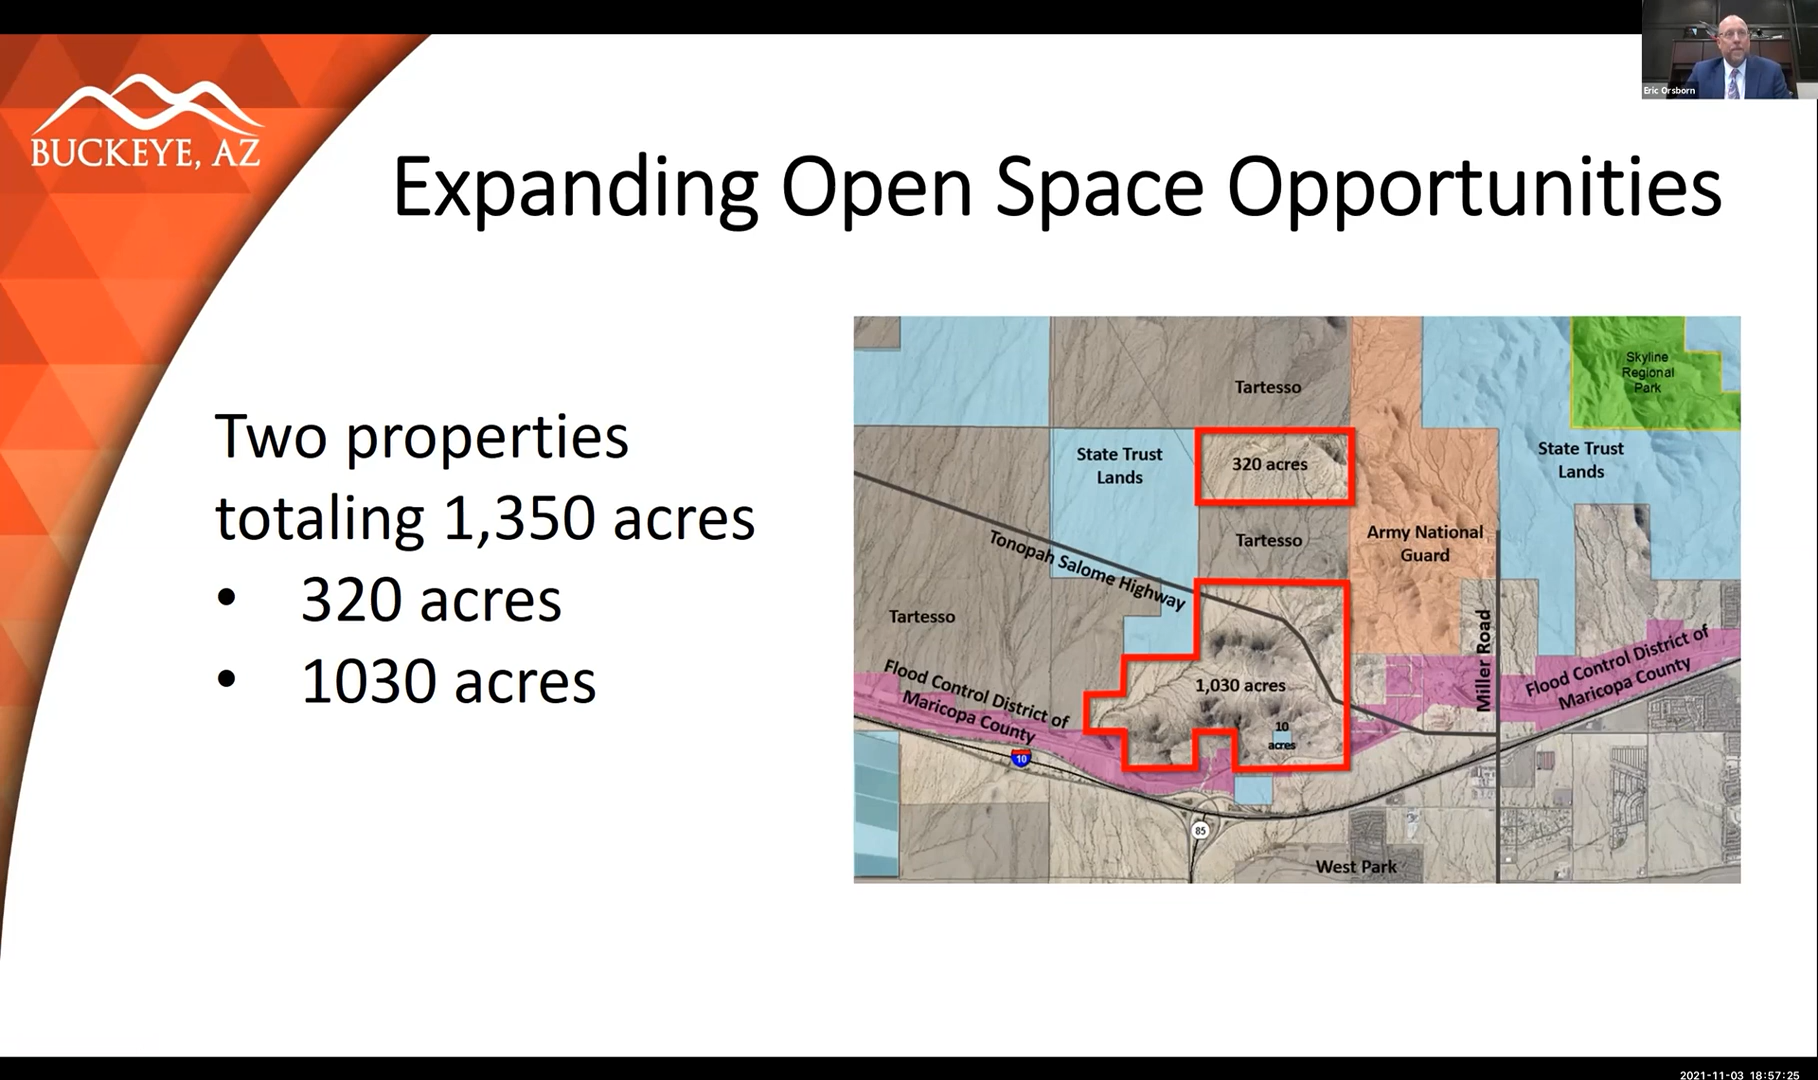 Eric Orsborn
BUCKEYE, AZ
Expanding Open Space Opportunities
Two properties
totaling 1,350 acres
• 320 acres
• 1030 acres
Skyline
Regional
Park
Tartesso
State Trust
Lands
320 acres
State Trust
Lands
Tonopah Salome Highway
Tartesso
Army National
Guard
Tartesso
Miller Road
Flood Control District of
Maricopa County
Flood Control District of
Maricopa County
1,030 acres
10
acres
10
85
West Park
2021-11-03 18:57:25